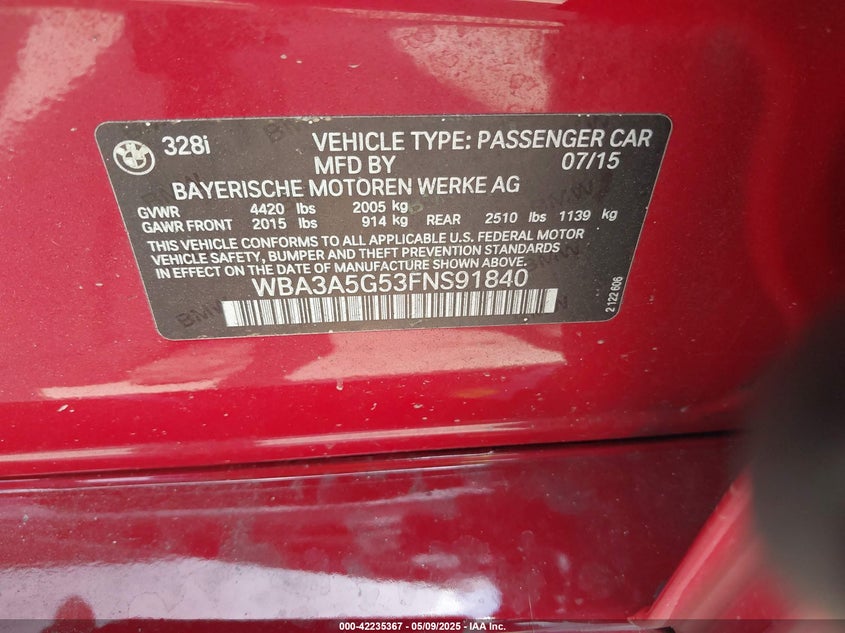 328i VEHICLE TYPE: PASSENGER CAR
MFD BY 07/15
BAYERISCHE MOTOREN WERKE AG
GVWR 4420 lbs 2005 kg
GAWR FRONT 2015 lbs 914 kg REAR 2510 lbs 1139 kg
THIS VEHICLE CONFORMS TO ALL APPLICABLE U.S. FEDERAL MOTOR
VEHICLE SAFETY, BUMPER AND THEFT PREVENTION STANDARDS
IN EFFECT ON THE DATE OF MANUFACTURE SHOWN ABOVE.
WBA3A5G53FNS91840
2 122 606
000-42235367 - 05/09/2025 - IAA Inc.